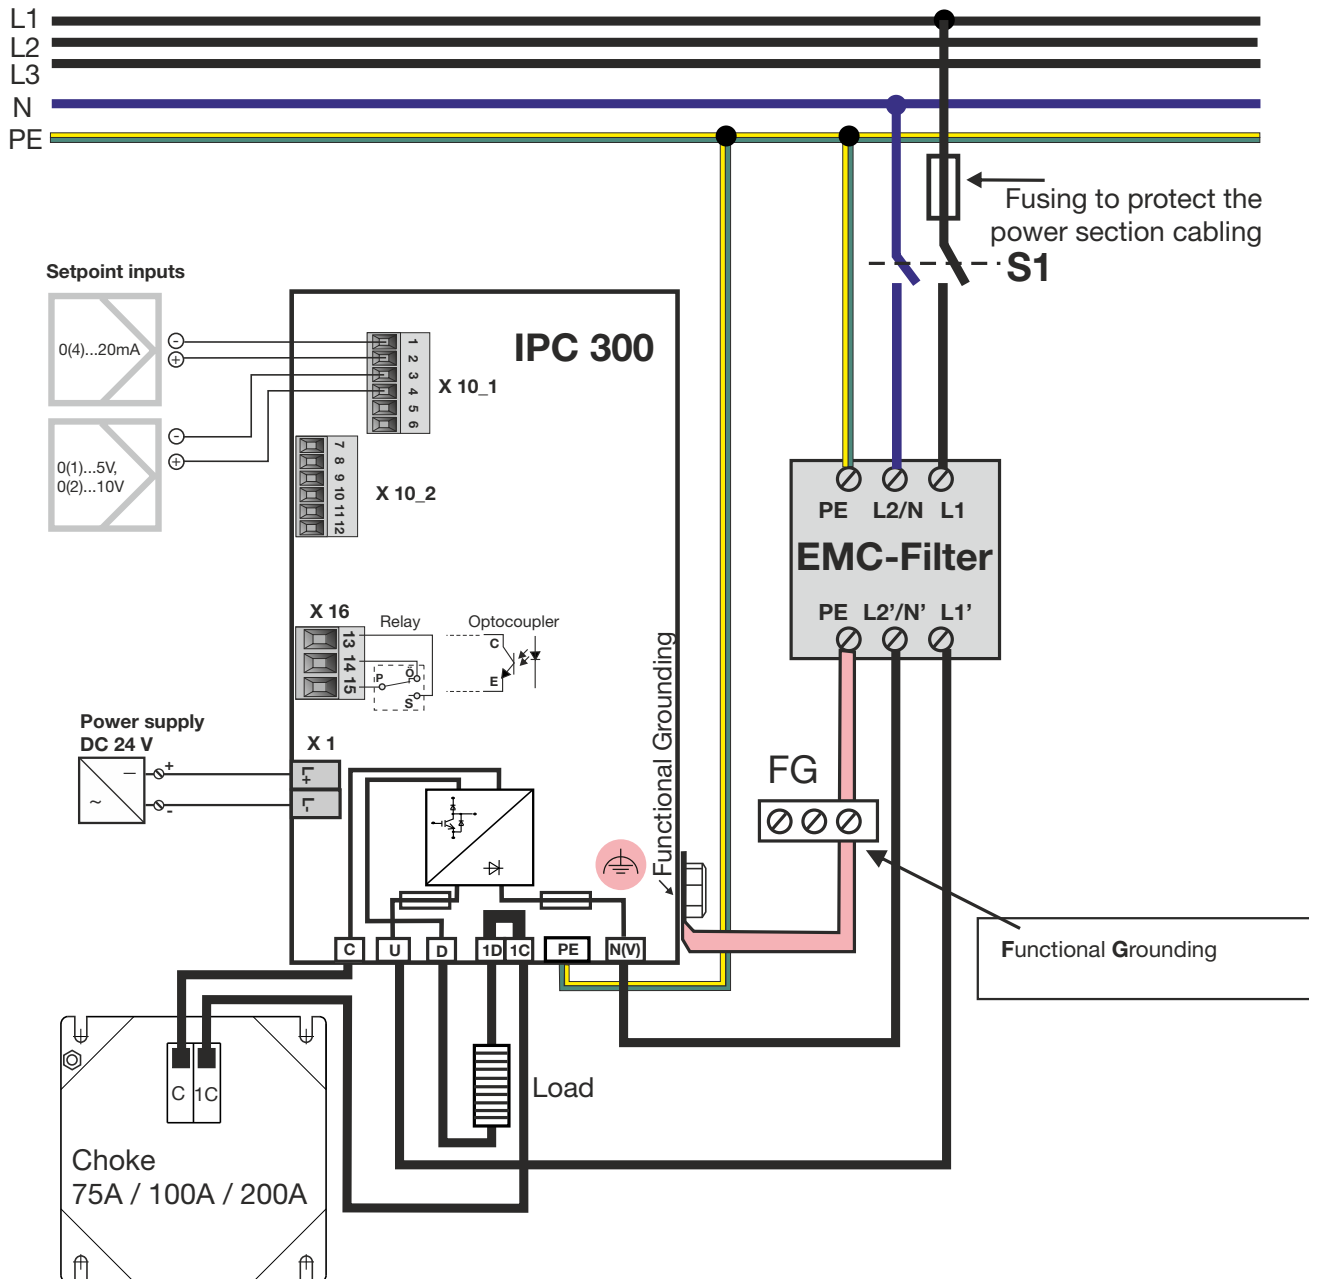 L1
L2
L3
N
PE
Fusing to protect the
power section cabling
S1
Setpoint inputs
0(4)...20mA
-
+
0(1)...5V,
0(2)...10V
-
+
IPC 300
1
2
3
4
5
6
X 10_1
7
8
9
10
11
12
X 10_2
PE L2/N L1
EMC-Filter
PE L2'/N' L1'
X 16
13
14
15
Relay
P
Ö
S
Optocoupler
C
E
Functional Grounding
Power supply
DC 24 V
+
-
~
X 1
L+
L-
FG
Functional Grounding
C U D 1D 1C PE N(V)
C 1C
Load
Choke
75A / 100A / 200A